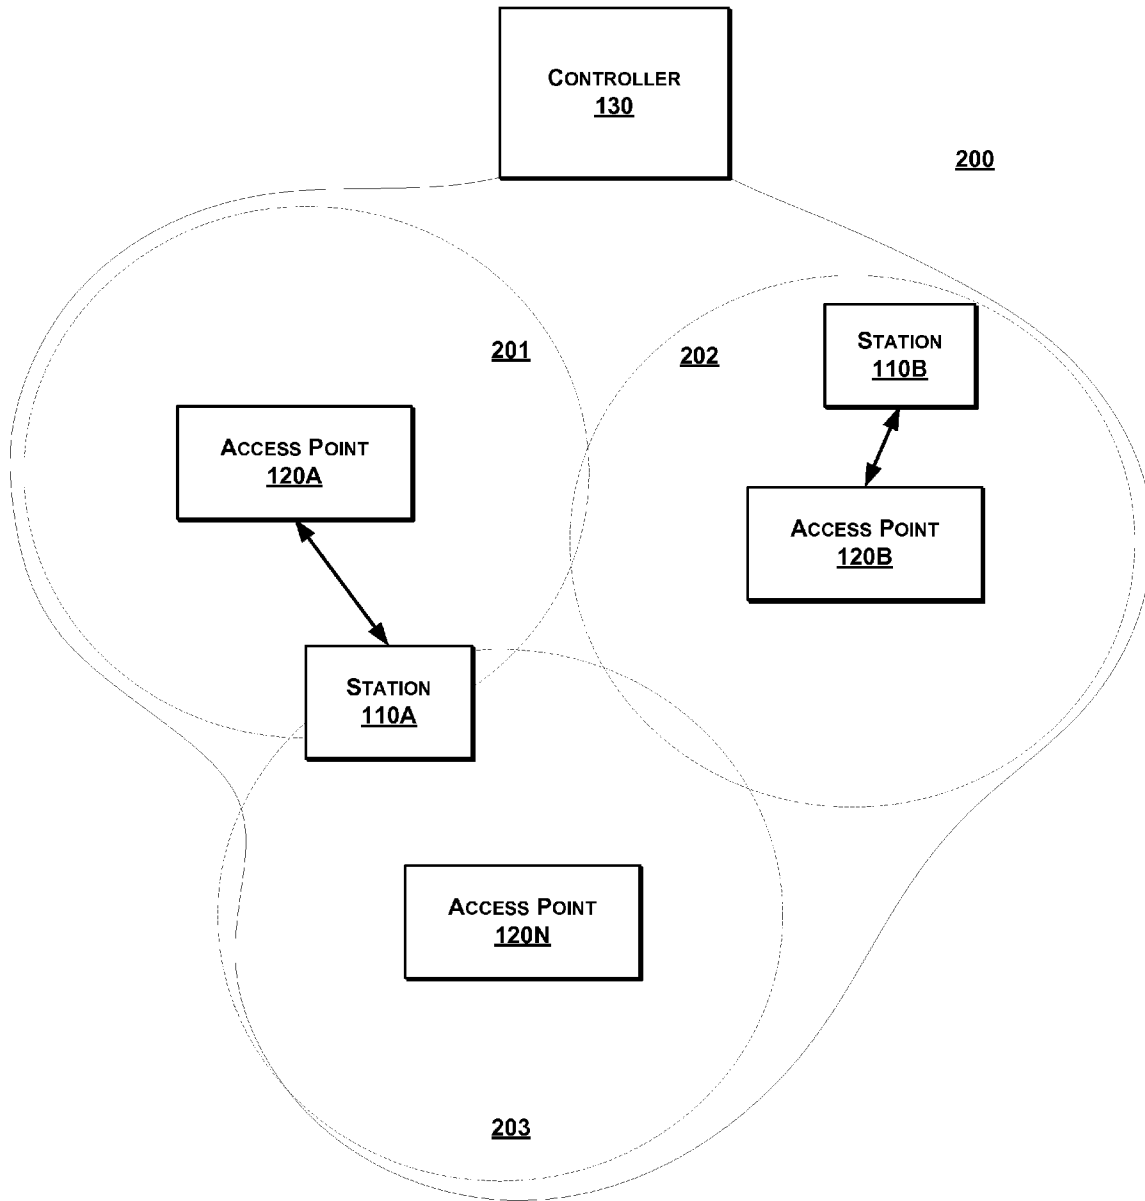 CONTROLLER
130
200
201
202
STATION
110B
ACCESS POINT
120A
ACCESS POINT
120B
STATION
110A
ACCESS POINT
120N
203